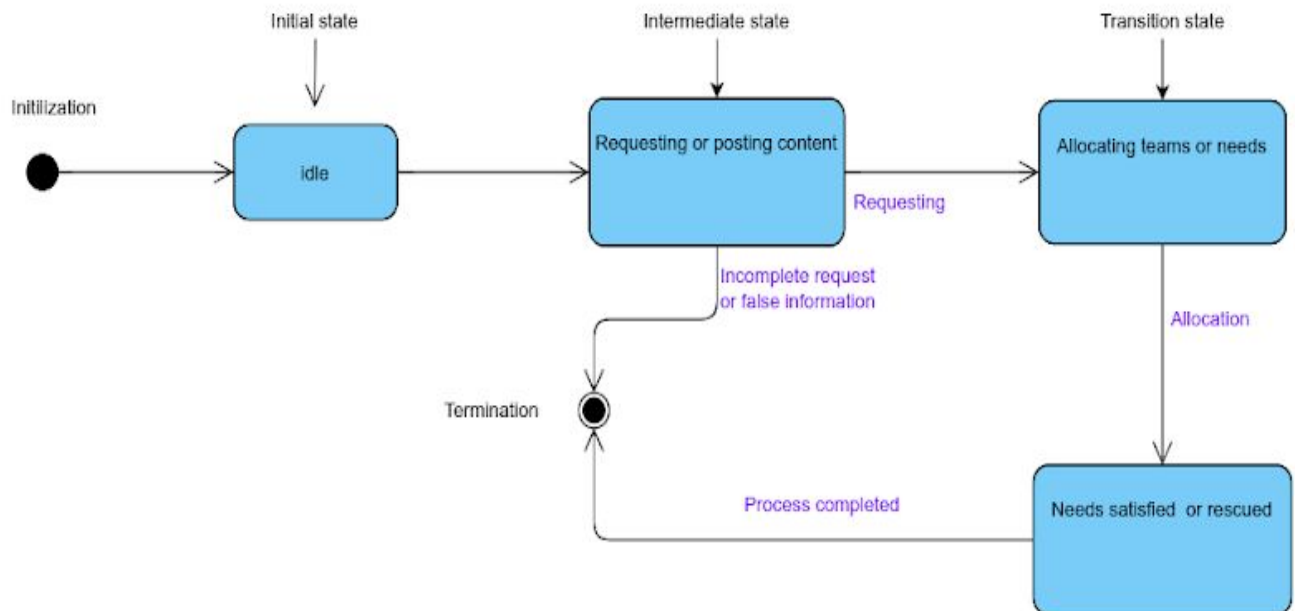 Initial state
Intermediate state
Transition state
Initilization
idle
Requesting or posting content
Allocating teams or needs
Requesting
Incomplete request
or false information
Allocation
Termination
Process completed
Needs satisfied or rescued